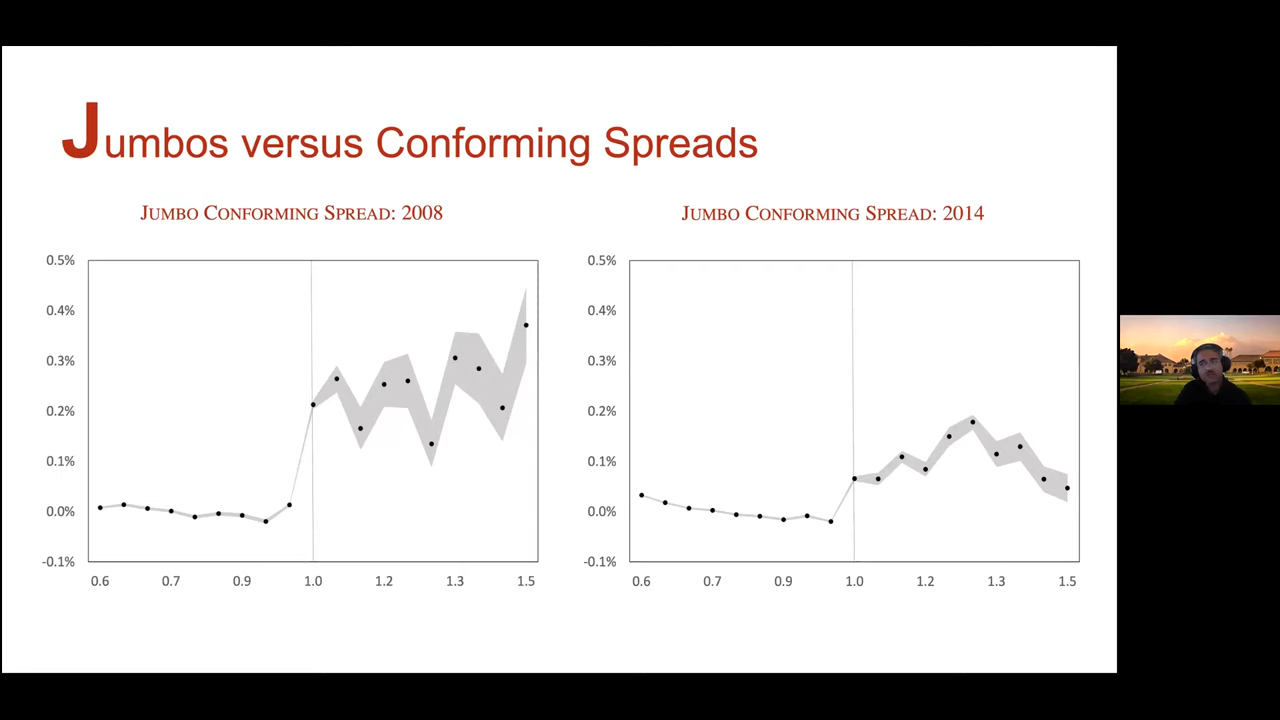 Jumbos versus Conforming Spreads
JUMBO CONFORMING SPREAD: 2008
0.5%
0.4%
0.3%
0.2%
0.1%
0.0%
-0.1%
0.6 0.7 0.9 1.0 1.2 1.3 1.5
JUMBO CONFORMING SPREAD: 2014
0.5%
0.4%
0.3%
0.2%
0.1%
0.0%
-0.1%
0.6 0.7 0.9 1.0 1.2 1.3 1.5